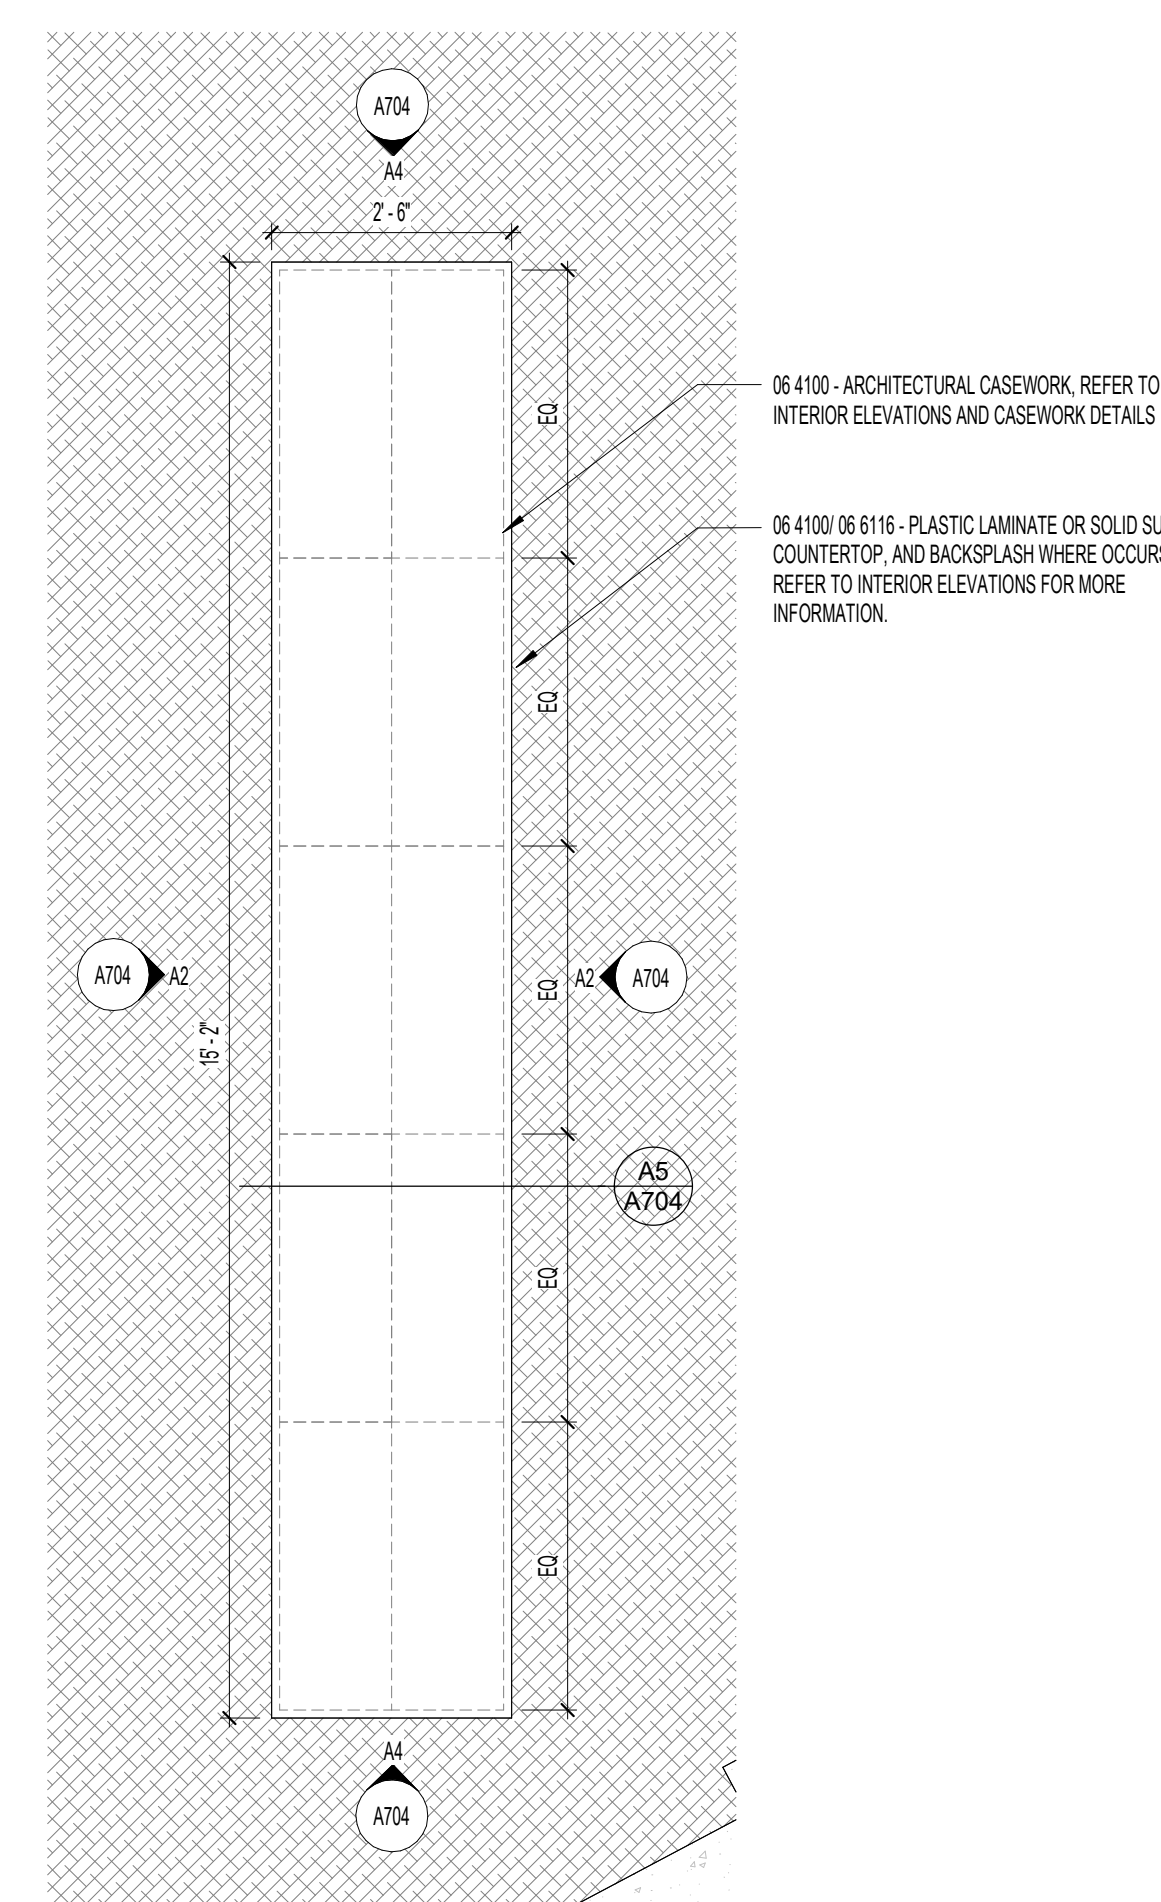 A704
A4
2' - 6"
EQ
06 4100 - ARCHITECTURAL CASEWORK, REFER TO
INTERIOR ELEVATIONS AND CASEWORK DETAILS
06 4100/ 06 6116 - PLASTIC LAMINATE OR SOLID
COUNTERTOP, AND BACKSPLASH WHERE OCCURS
REFER TO INTERIOR ELEVATIONS FOR MORE
INFORMATION.
EQ
A704
A2
EQ
A2
A704
15' - 2"
A5
A704
EQ
EQ
A4
A704